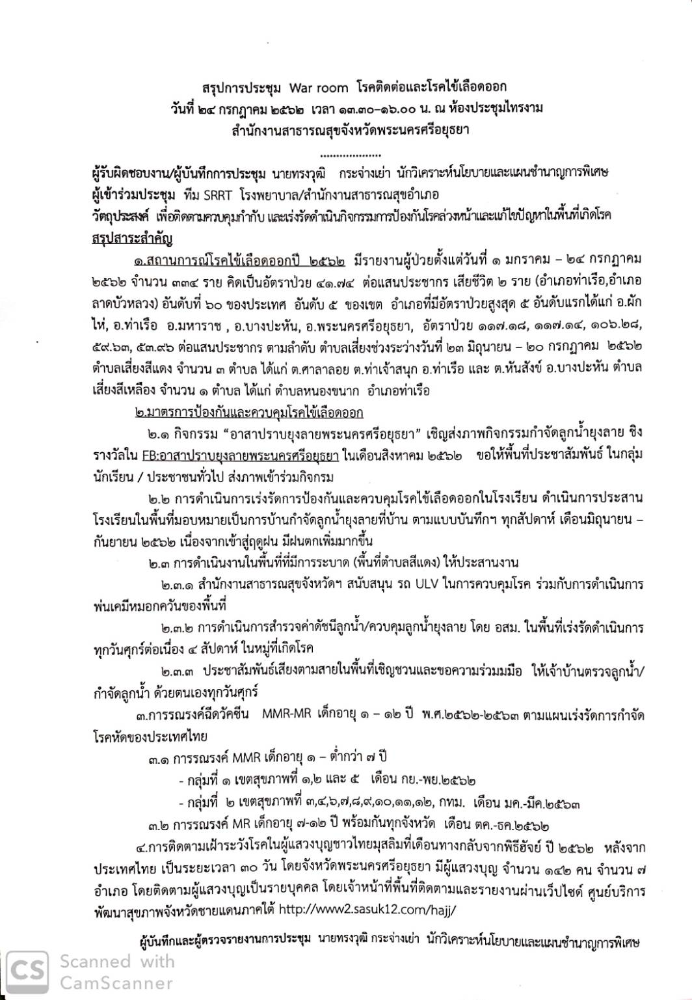 สรุปการประชุม War room โรคติดต่อและโรคไข้เลือดออก
วันที่ ๒๔ กรกฎาคม ๒๕๖๒ เวลา ๑๓.๓๐–๑๖.๐๐ น. ณ ห้องประชุมไทรงาม
สำนักงานสาธารณสุขจังหวัดพระนครศรีอยุธยา
...................
ผู้รับผิดชอบงาน/ผู้บันทึกการประชุม นายทรงวุฒิ กระจ่างเย่า นักวิเคราะห์นโยบายและแผนชำนาญการพิเศษ
ผู้เข้าร่วมประชุม ทีม SRRT โรงพยาบาล/สำนักงานสาธารณสุขอำเภอ
วัตถุประสงค์ เพื่อติดตามควบคุมกำกับ และเร่งรัดดำเนินกิจกรรมการป้องกันโรคล่วงหน้าและแก้ไขปัญหาในพื้นที่เกิดโรค
สรุปสาระสำคัญ
๑.สถานการณ์โรคไข้เลือดออกปี ๒๕๖๒ มีรายงานผู้ป่วยตั้งแต่วันที่ ๑ มกราคม – ๒๔ กรกฎาคม
๒๕๖๒ จำนวน ๓๓๔ ราย คิดเป็นอัตราป่วย ๔๑.๗๔ ต่อแสนประชากร เสียชีวิต ๒ ราย (อำเภอท่าเรือ,อำเภอ
ลาดบัวหลวง) อันดับที่ ๖๐ ของประเทศ อันดับ ๕ ของเขต อำเภอที่มีอัตราป่วยสูงสุด ๕ อันดับแรกได้แก่ อ.ผัก
ไห่, อ.ท่าเรือ อ.มหาราช , อ.บางปะหัน, อ.พระนครศรีอยุธยา, อัตราป่วย ๑๑๗.๑๘, ๑๑๗.๑๔, ๑๐๖.๒๘,
๕๙.๖๓, ๕๓.๙๖ ต่อแสนประชากร ตามลำดับ ตำบลเสี่ยงช่วงระว่างวันที่ ๒๓ มิถุนายน – ๒๐ กรกฎาคม ๒๕๖๒
ตำบลเสี่ยงสีแดง จำนวน ๓ ตำบล ได้แก่ ต.ศาลาลอย ต.ท่าเจ้าสนุก อ.ท่าเรือ และ ต.หันสังข์ อ.บางปะหัน ตำบล
เสี่ยงสีเหลือง จำนวน ๑ ตำบล ได้แก่ ตำบลหนองขนาก อำเภอท่าเรือ
๒.มาตรการป้องกันและควบคุมโรคไข้เลือดออก
๒.๑ กิจกรรม “อาสาปราบยุงลายพระนครศรีอยุธยา” เชิญส่งภาพกิจกรรมกำจัดลูกน้ำยุงลาย ชิง
รางวัลใน FB:อาสาปราบยุงลายพระนครศรีอยุธยา ในเดือนสิงหาคม ๒๕๖๒ ขอให้พื้นที่ประชาสัมพันธ์ ในกลุ่ม
นักเรียน / ประชาชนทั่วไป ส่งภาพเข้าร่วมกิจกรม
๒.๒ การดำเนินการเร่งรัดการป้องกันและควบคุมโรคไข้เลือดออกในโรงเรียน ดำเนินการประสาน
โรงเรียนในพื้นที่มอบหมายเป็นการบ้านกำจัดลูกน้ำยุงลายที่บ้าน ตามแบบบันทึกฯ ทุกสัปดาห์ เดือนมิถุนายน –
กันยายน ๒๕๖๒ เนื่องจากเข้าสู่ฤดูฝน มีฝนตกเพิ่มมากขึ้น
๒.๓ การดำเนินงานในพื้นที่ที่มีการระบาด (พื้นที่ตำบลสีแดง) ให้ประสานงาน
๒.๓.๑ สำนักงานสาธารณสุขจังหวัดฯ สนับสนุน รถ ULV ในการควบคุมโรค ร่วมกับการดำเนินการ
พ่นเคมีหมอกควันของพื้นที่
๒.๓.๒ การดำเนินการสำรวจค่าดัชนีลูกน้ำ/ควบคุมลูกน้ำยุงลาย โดย อสม. ในพื้นที่เร่งรัดดำเนินการ
ทุกวันศุกร์ต่อเนื่อง ๔ สัปดาห์ ในหมู่ที่เกิดโรค
๒.๓.๓ ประชาสัมพันธ์เสียงตามสายในพื้นที่เชิญชวนและขอความร่วมมมือ ให้เจ้าบ้านตรวจลูกน้ำ/
กำจัดลูกน้ำ ด้วยตนเองทุกวันศุกร์
๓.การรณรงค์ฉีดวัคซีน MMR-MR เด็กอายุ ๑ – ๑๒ ปี พ.ศ.๒๕๖๒-๒๕๖๓ ตามแผนเร่งรัดการกำจัด
โรคหัดของประเทศไทย
๓.๑ การรณรงค์ MMR เด็กอายุ ๑ – ต่ำกว่า ๗ ปี
- กลุ่มที่ ๑ เขตสุขภาพที่ ๑,๒ และ ๕ เดือน กย.-พย.๒๕๖๒
- กลุ่มที่ ๒ เขตสุขภาพที่ ๓,๔,๖,๗,๘,๙,๑๐,๑๑,๑๒, กทม. เดือน มค.-มีค.๒๕๖๓
๓.๒ การรณรงค์ MR เด็กอายุ ๗-๑๒ ปี พร้อมกันทุกจังหวัด เดือน ตค.-ธค.๒๕๖๒
๔.การติดตามเฝ้าระวังโรคในผู้แสวงบุญชาวไทยมุสลิมที่เดือนทางกลับจากพิธีฮัจย์ ปี ๒๕๖๒ หลังจาก
ประเทศไทย เป็นระยะเวลา ๓๐ วัน โดยจังหวัดพระนครศรีอยุธยา มีผู้แสวงบุญ จำนวน ๑๔๒ คน จำนวน ๗
อำเภอ โดยติดตามผู้แสวงบุญเป็นรายบุคคล โดยเจ้าหน้าที่พื้นที่ติดตามและรายงานผ่านเว็ปไซด์ ศูนย์บริการ
พัฒนาสุขภาพจังหวัดชายแดนภาคใต้ http://www2.sasuk12.com/hajj/
ผู้บันทึกและผู้ตรวจรายงานการประชุม นายทรงวุฒิ กระจ่างเย่า นักวิเคราะห์นโยบายและแผนชำนาญการพิเศษ
CS Scanned with
CamScanner